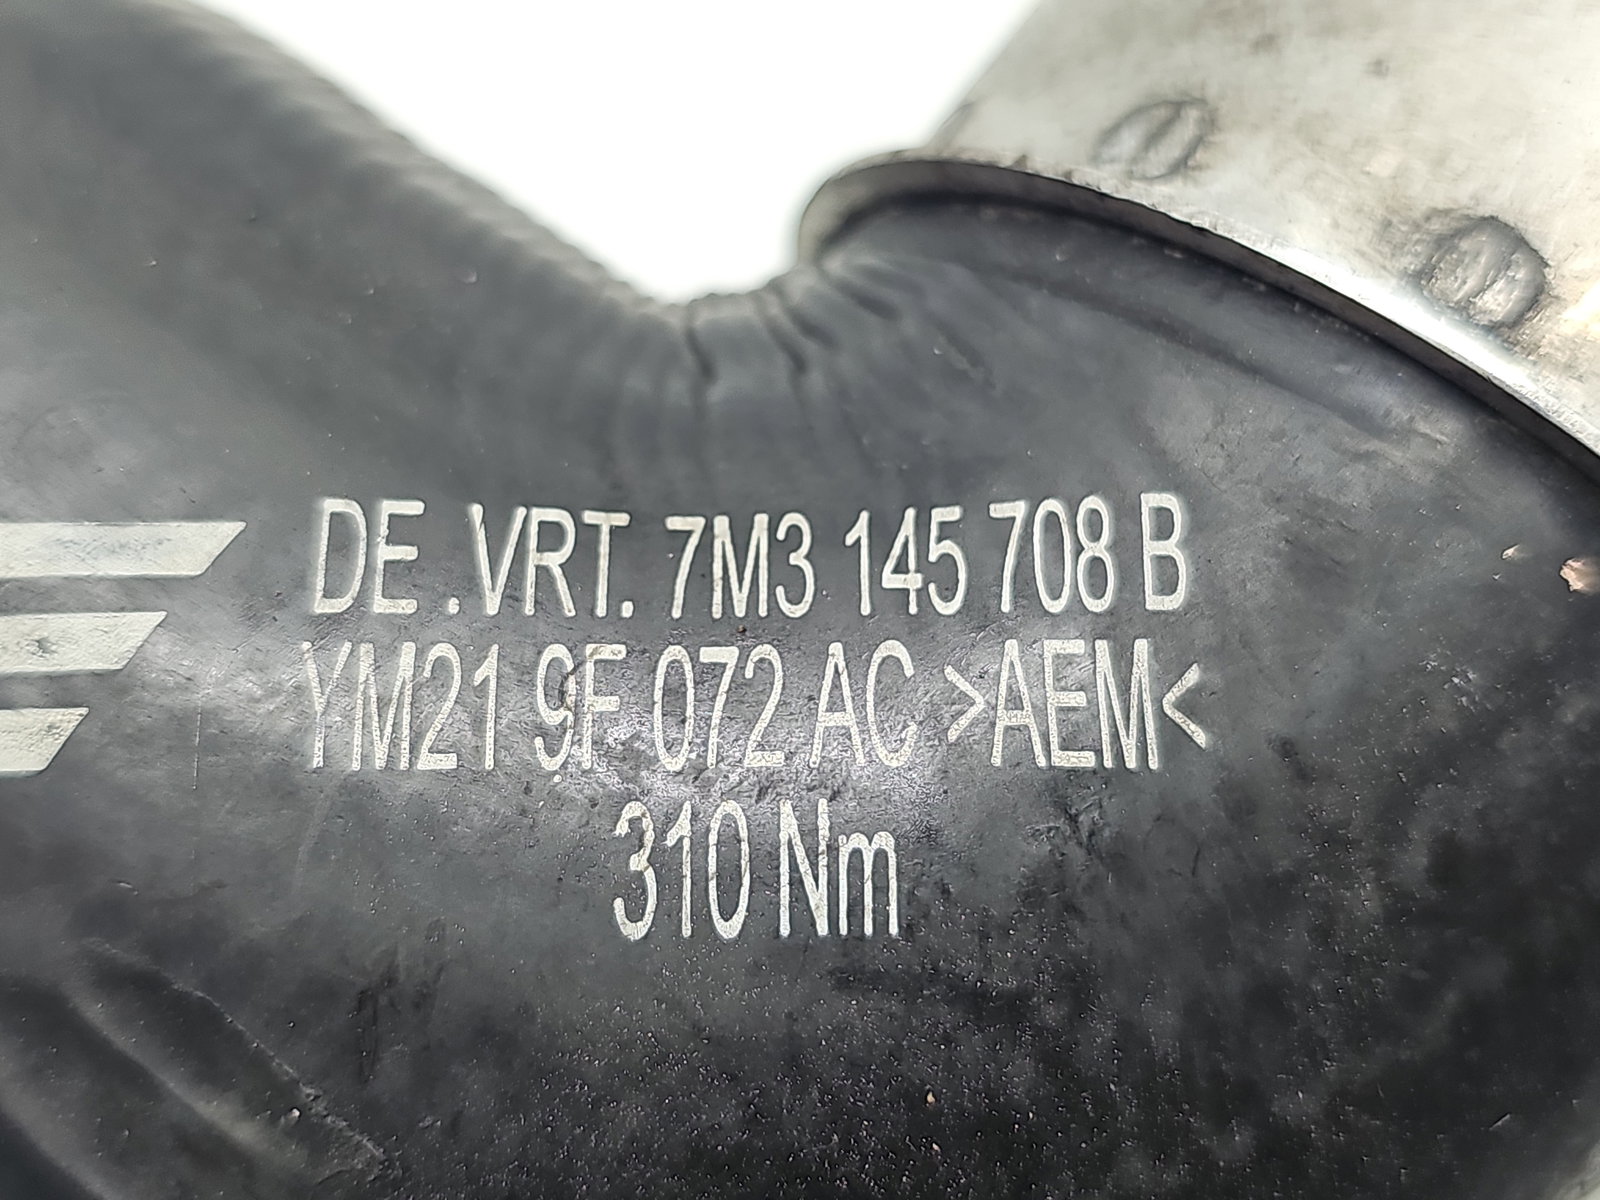 DE .VRT. 7M3 145 708 B
YM21 9F 072 AC >AEM<
310 Nm